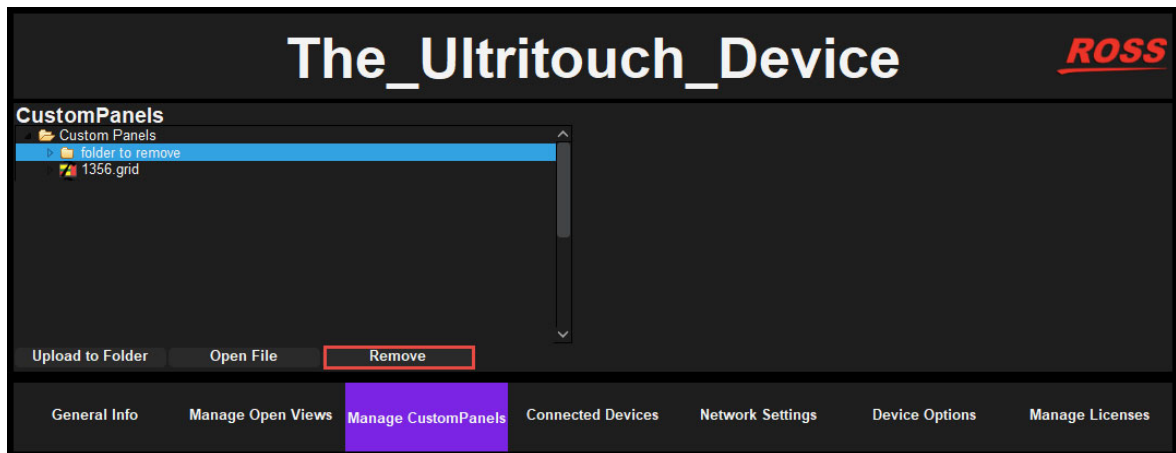 The_Ultritouch_Device
ROSS
CustomPanels
Custom Panels
folder to remove
1356.grid
Upload to Folder Open File Remove
General Info Manage Open Views Manage CustomPanels Connected Devices Network Settings Device Options Manage Licenses